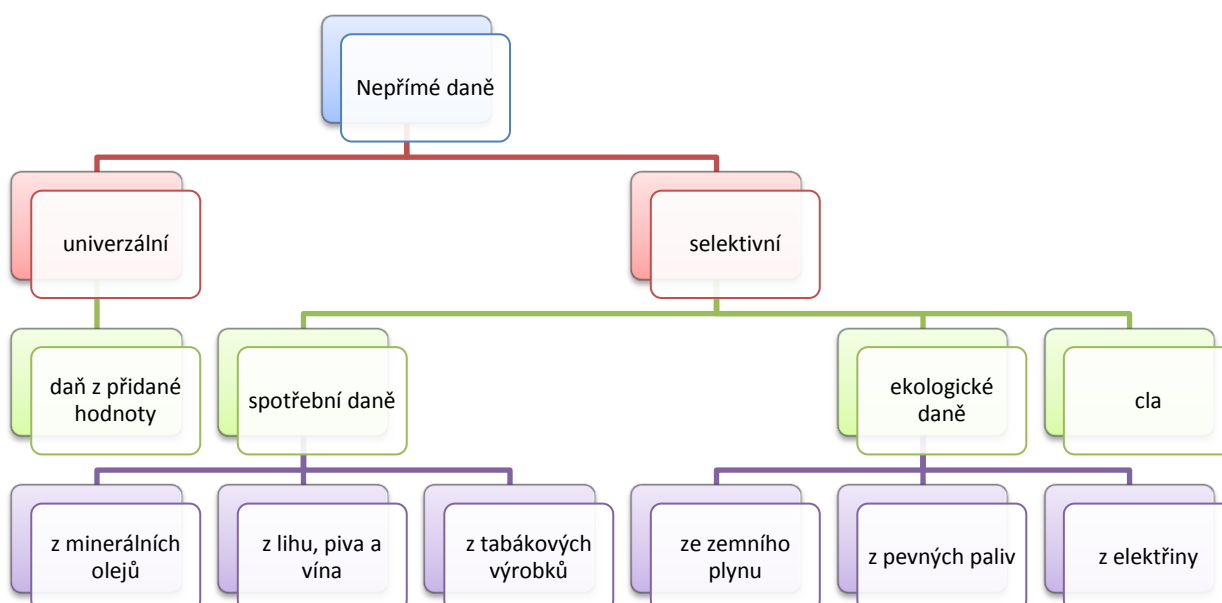 Nepřímé daně
univerzální
selektivní
daň z přidané
hodnoty
spotřební daně
ekologické
daně
cla
z minerálních
olejů
z lihu, piva a
vína
z tabákových
výrobků
ze zemního
plynu
z pevných paliv
z elektřiny